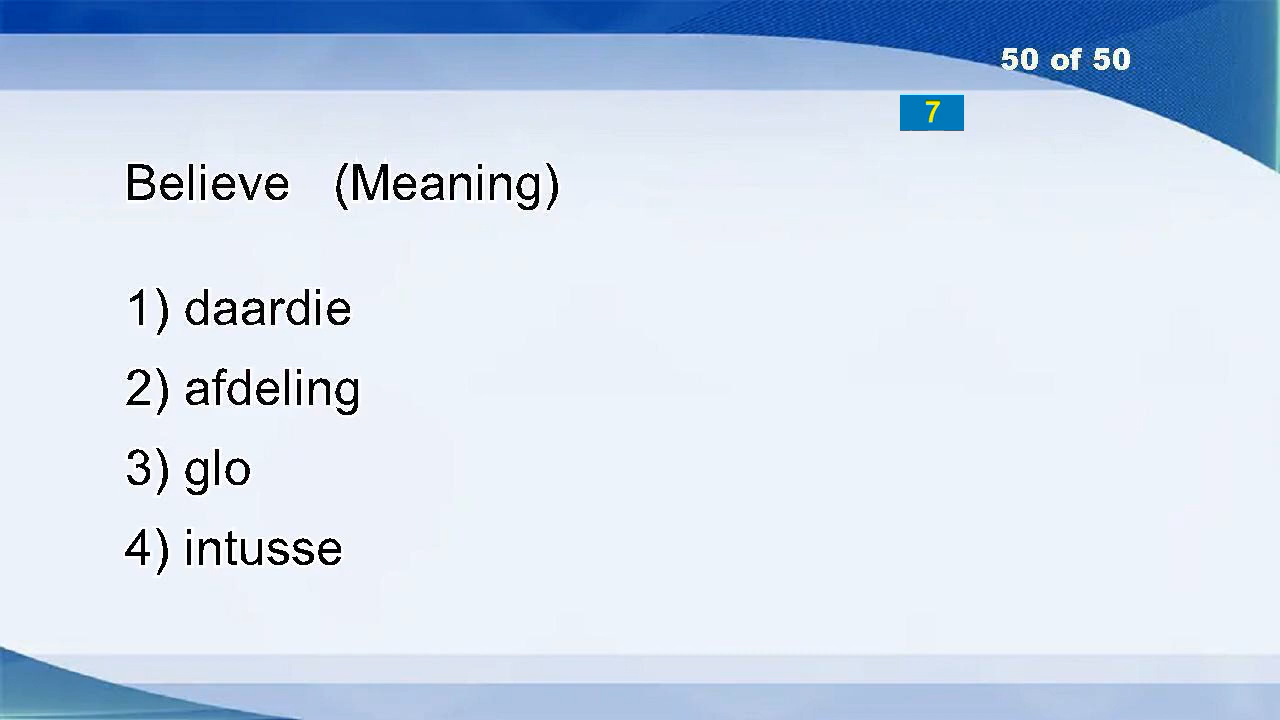 50 of 50
7
Believe (Meaning)
1) daardie
2) afdeling
3) glo
4) intusse